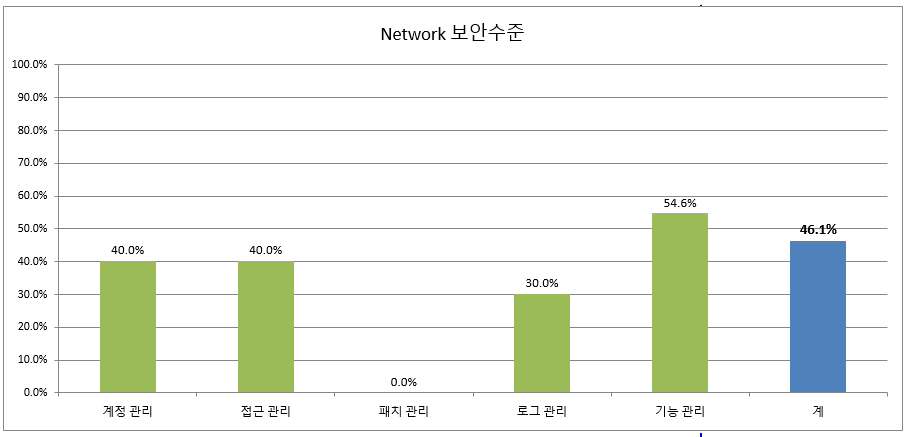 Network 보안수준
100.0%
90.0%
80.0%
70.0%
60.0%
50.0%
40.0%
30.0%
20.0%
10.0%
0.0%
40.0%
40.0%
0.0%
30.0%
54.6%
46.1%
계정 관리
접근 관리
패치 관리
로그 관리
기능 관리
계